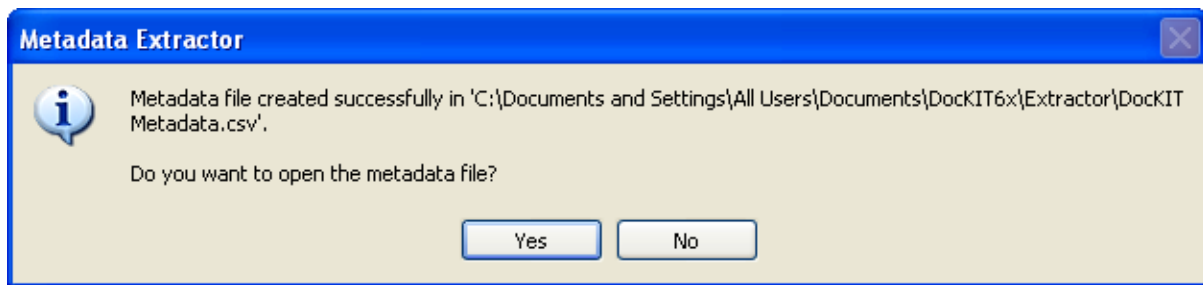 Metadata Extractor
Metadata file created successfully in 'C:\Documents and Settings\All Users\Documents\DocKIT6x\Extractor\DocKIT
Metadata.csv'.
Do you want to open the metadata file?
Yes
No